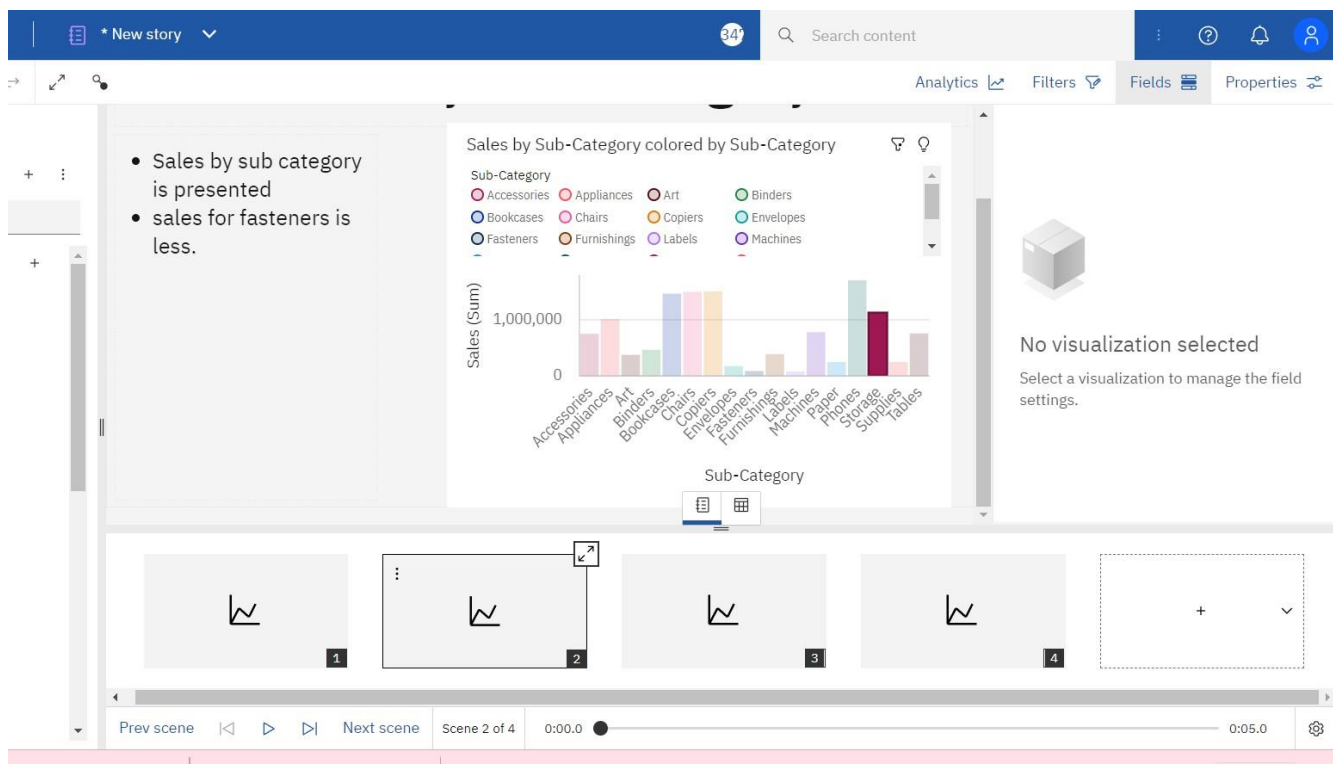 * New story
34
Search content
Analytics
Filters
Fields
Properties
• Sales by sub category
is presented
• sales for fasteners is
less.
Sales by Sub-Category colored by Sub-Category
Sub-Category
Accessories Appliances Art Binders
Bookcases Chairs Copiers Envelopes
Fasteners Furnishings Labels Machines
Sales (Sum)
1,000,000
0
Accessories
Appliances
Art
Binders
Bookcases
Chairs
Copiers
Envelopes
Fasteners
Furnishings
Labels
Machines
Paper
Phones
Storage
Supplies
Tables
Sub-Category
No visualization selected
Select a visualization to manage the field
settings.
1
2
3
4
Prev scene
Next scene
Scene 2 of 4
0:00.0
0:05.0